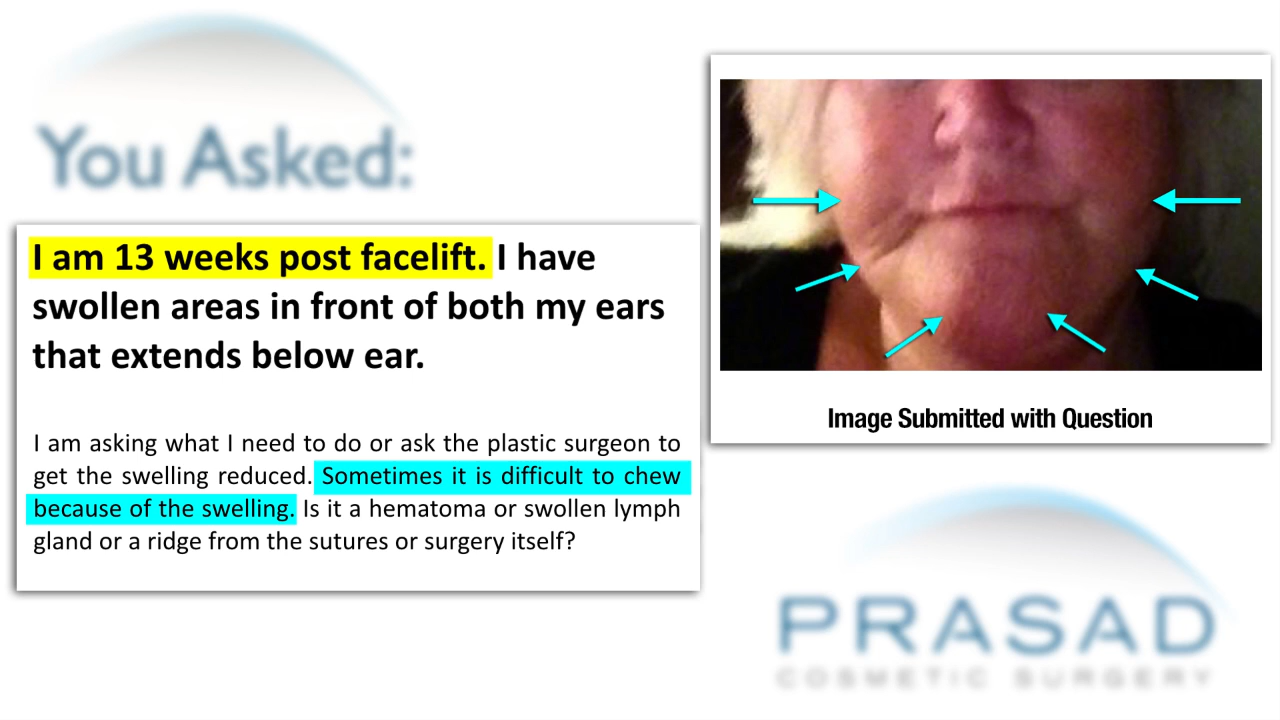 You Asked:
I am 13 weeks post facelift. I have
swollen areas in front of both my ears
that extends below ear.
I am asking what I need to do or ask the plastic surgeon to
get the swelling reduced. Sometimes it is difficult to chew
because of the swelling. Is it a hematoma or swollen lymph
gland or a ridge from the sutures or surgery itself?
Image Submitted with Question
PRASAD
COSMETIC SURGERY